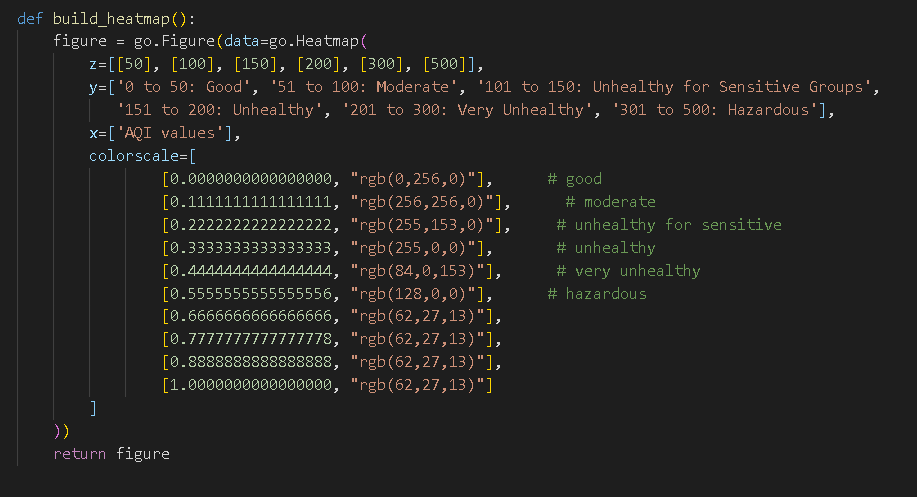 def build_heatmap():
    figure = go.Figure(data=go.Heatmap(
        z=[[50], [100], [150], [200], [300], [500]],
        y=['0 to 50: Good', '51 to 100: Moderate', '101 to 150: Unhealthy for Sensitive Groups',
           '151 to 200: Unhealthy', '201 to 300: Very Unhealthy', '301 to 500: Hazardous'],
        x=['AQI values'],
        colorscale=[
                [0.0000000000000000, "rgb(0,256,0)"],      # good
                [0.1111111111111111, "rgb(256,256,0)"],      # moderate
                [0.2222222222222222, "rgb(255,153,0)"],     # unhealthy for sensitive
                [0.3333333333333333, "rgb(255,0,0)"],       # unhealthy
                [0.4444444444444444, "rgb(84,0,153)"],      # very unhealthy
                [0.5555555555555556, "rgb(128,0,0)"],      # hazardous
                [0.6666666666666666, "rgb(62,27,13)"],
                [0.7777777777777778, "rgb(62,27,13)"],
                [0.8888888888888888, "rgb(62,27,13)"],
                [1.0000000000000000, "rgb(62,27,13)"]
        ]
    ))
    return figure